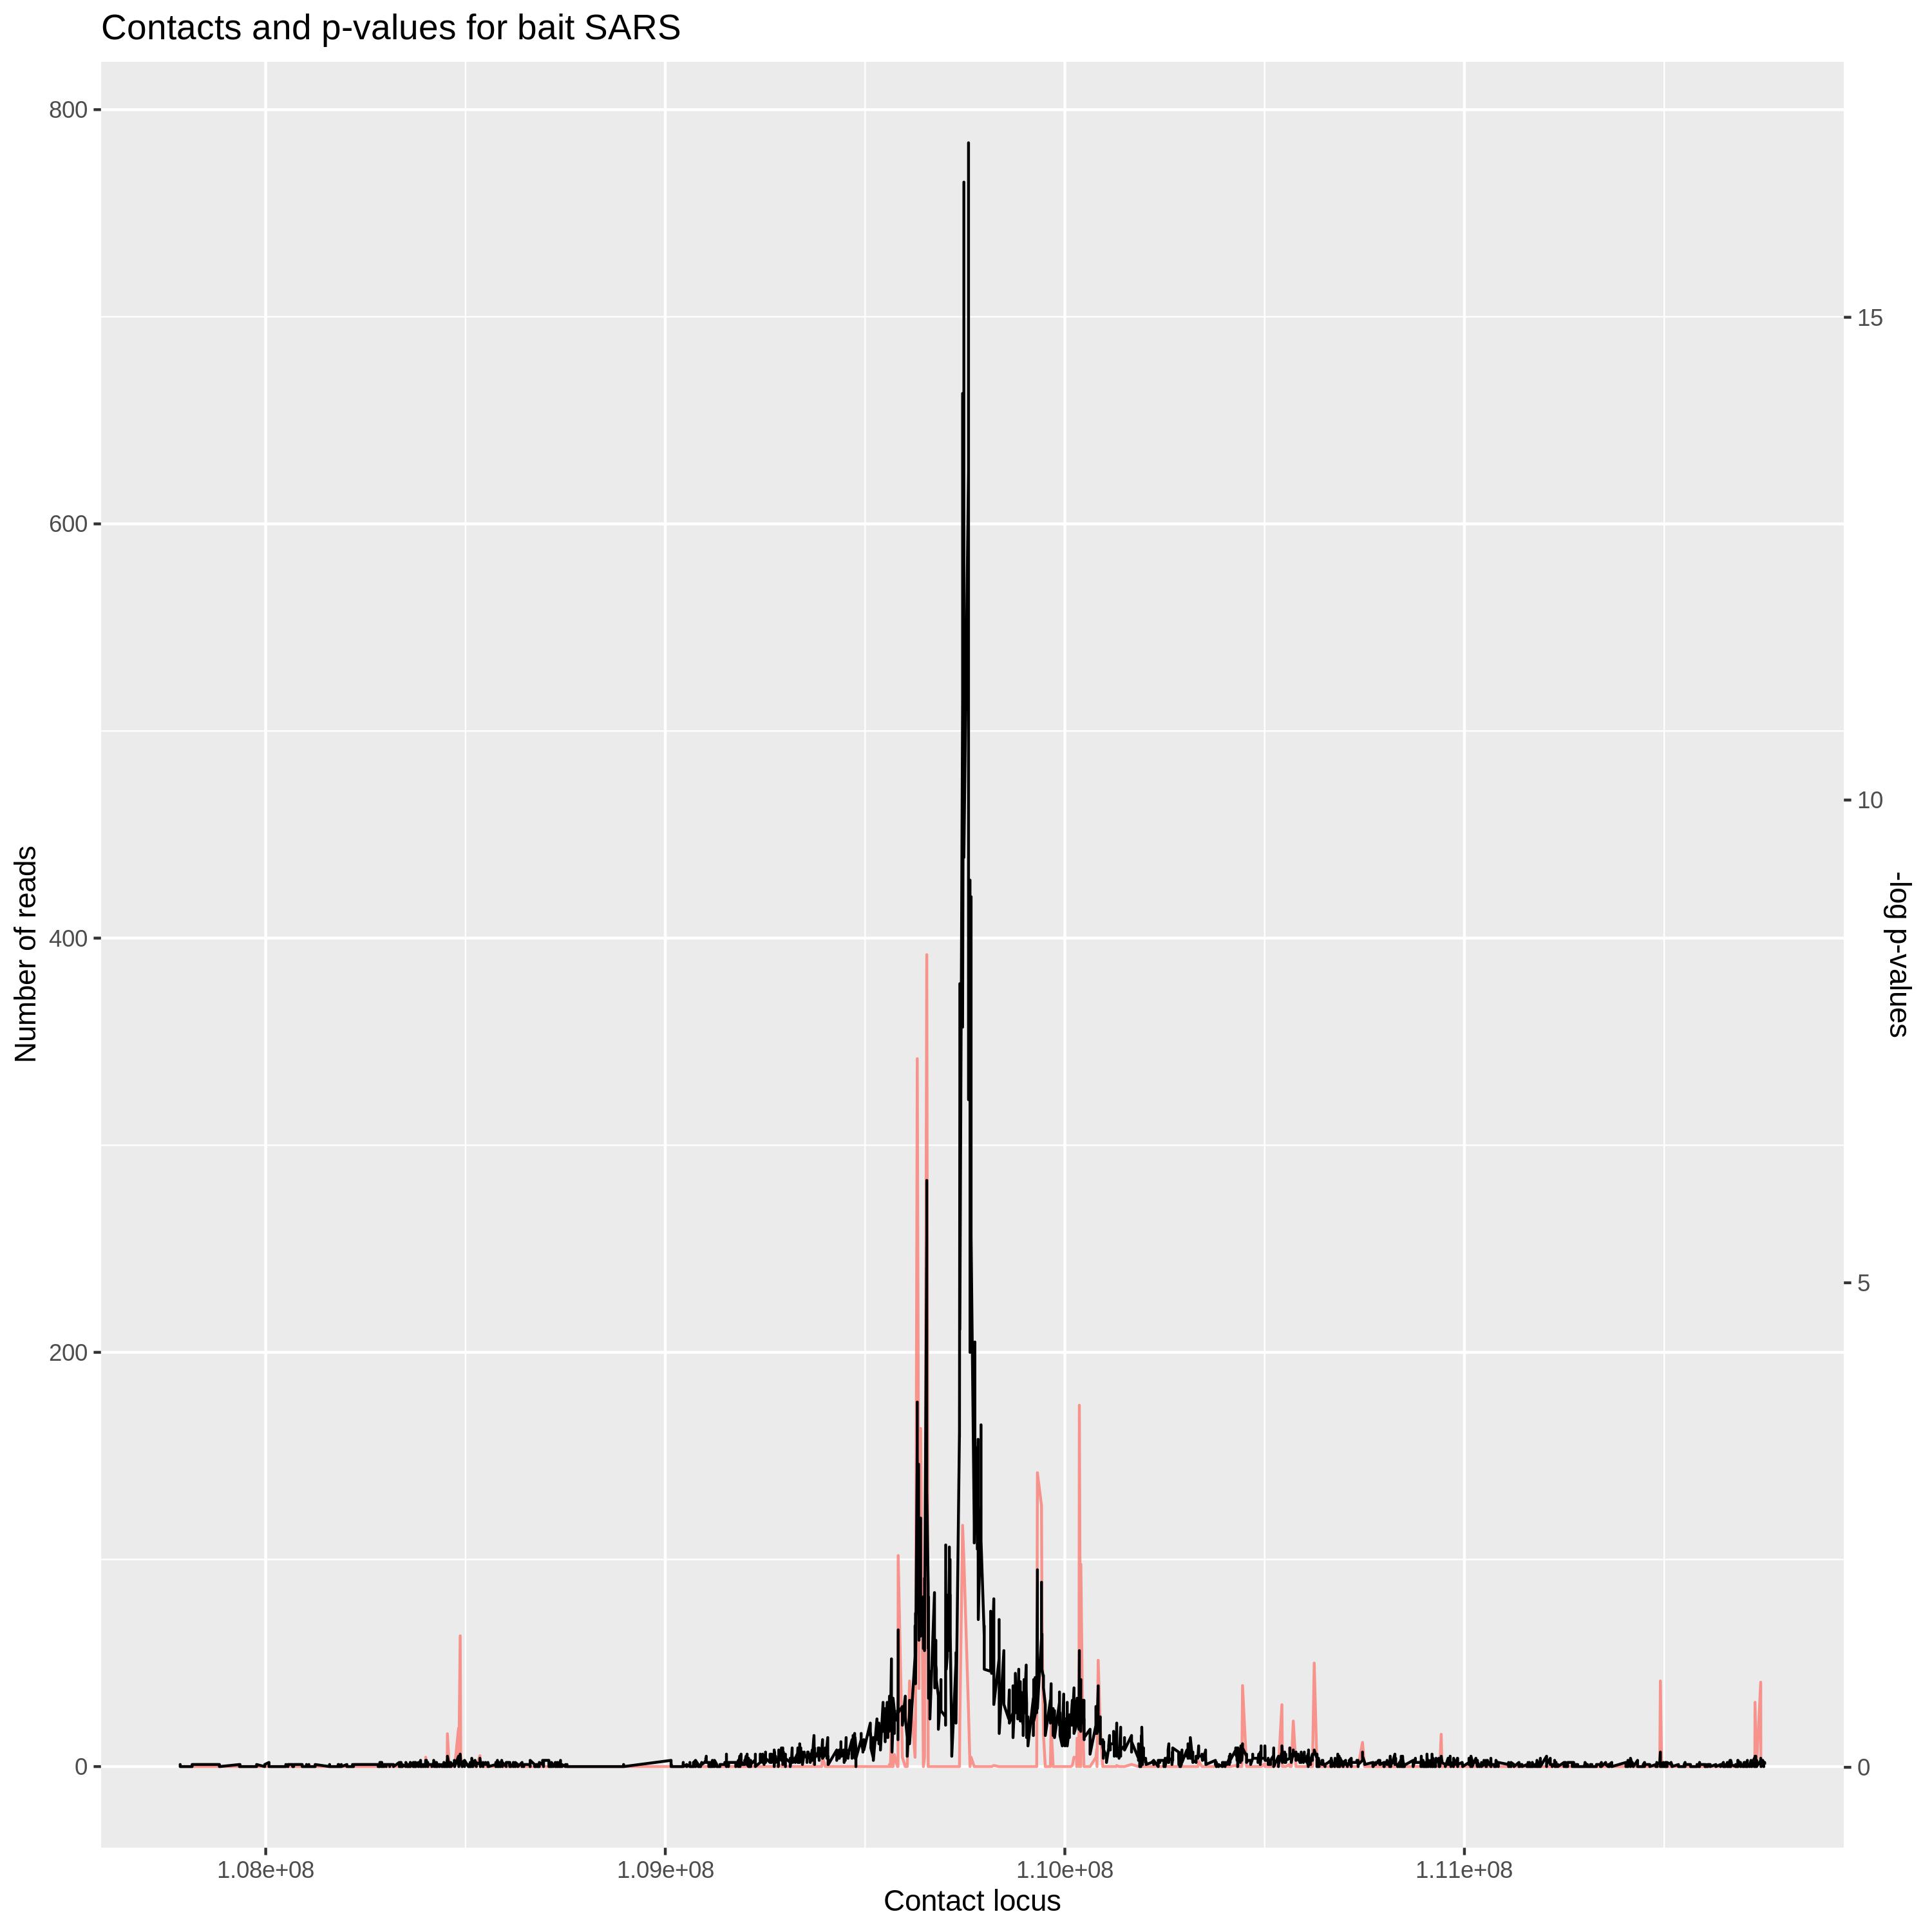 Contacts and p-values for bait SARS
Number of reads
800
600
400
200
0
15
10
5
0
-log p-values
1.08e+08
1.09e+08
1.10e+08
1.11e+08
Contact locus